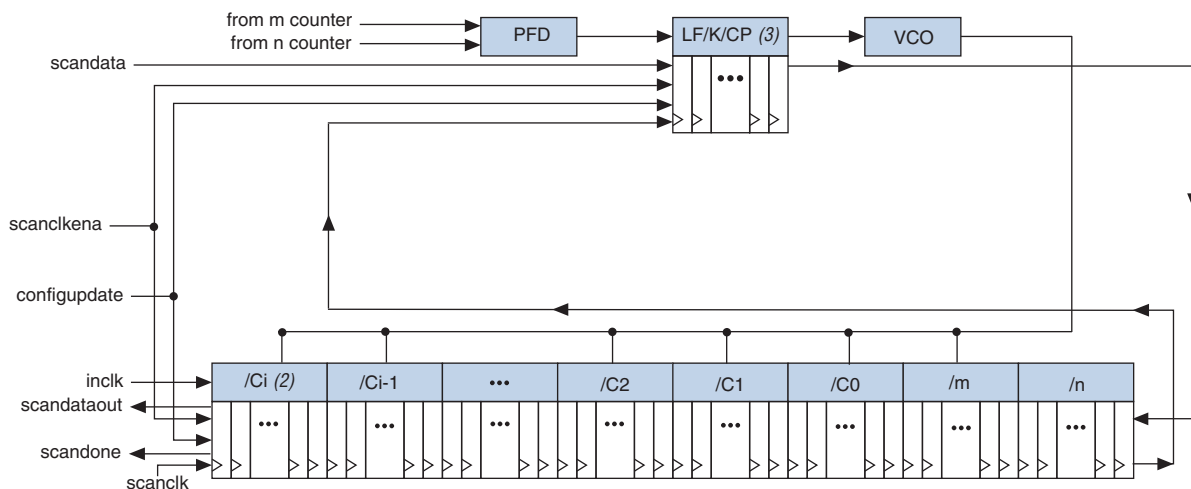 from m counter
from n counter
PFD
LF/K/CP (3)
VCO
scandata
•••
scanclkena
configupdate
inclk
/Ci (2)
/Ci-1
•••
/C2
/C1
/C0
/m
/n
scandataout
••• ••• ••• ••• ••• ••• ••• •••
scandone
scanclk